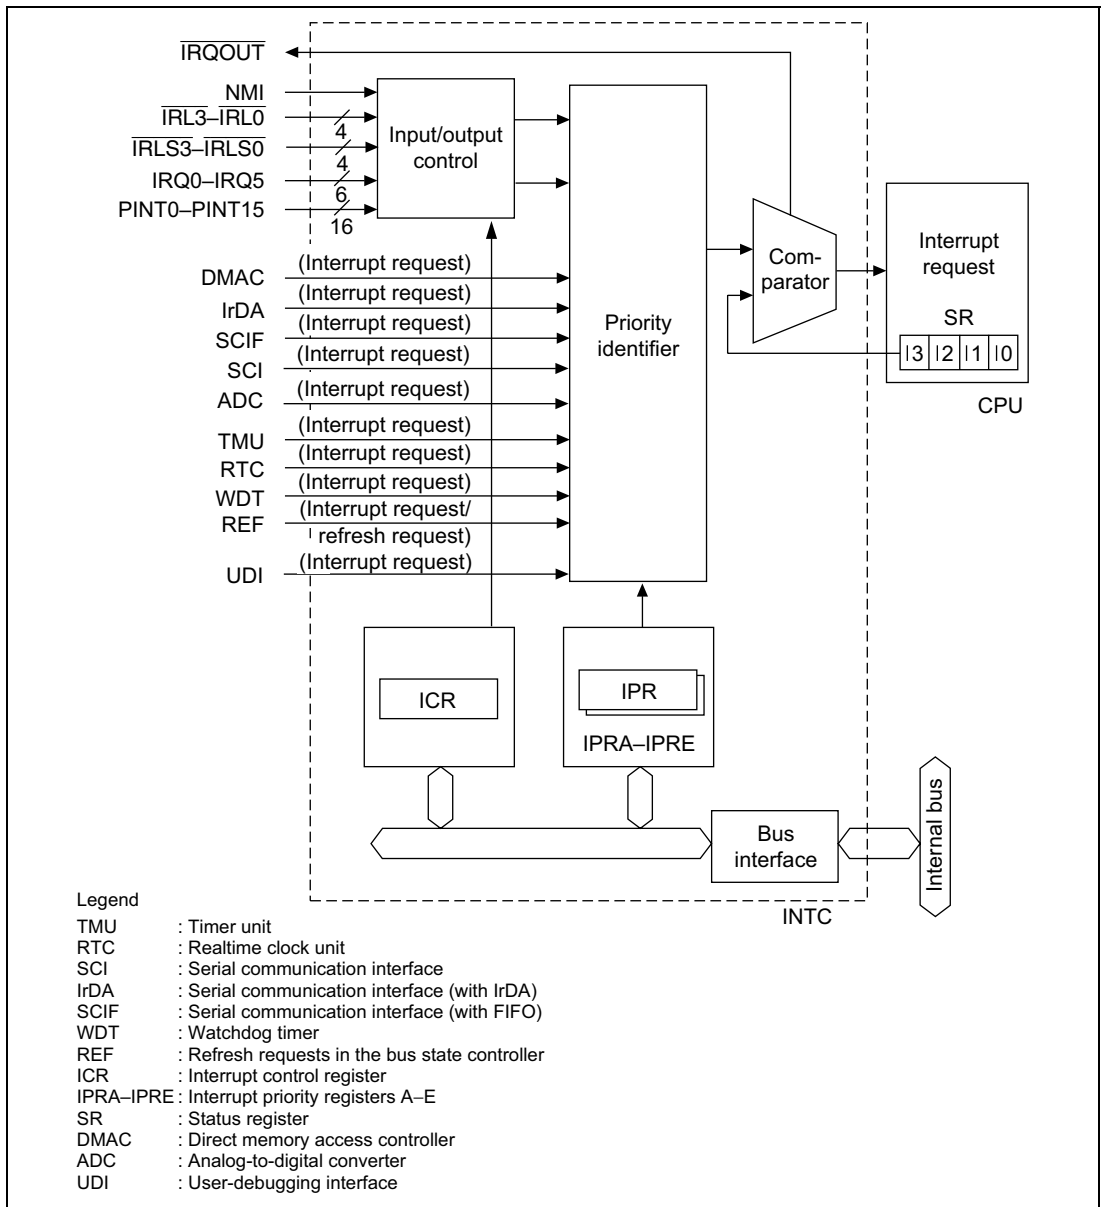 IRQOUT
NMI
IRL3–IRL0
4
IRLS3–IRLS0
4
IRQ0–IRQ5
6
PINT0–PINT15
16
Input/output
control
DMAC (Interrupt request)
IrDA (Interrupt request)
SCIF (Interrupt request)
SCI (Interrupt request)
ADC (Interrupt request)
TMU (Interrupt request)
RTC (Interrupt request)
WDT (Interrupt request)
REF (Interrupt request/
refresh request)
UDI (Interrupt request)
Priority
identifier
Com-
parator
Interrupt
request
SR
I3 I2 I1 I0
CPU
ICR
IPR
IPRA–IPRE
Bus
interface
Internal bus
INTC
Legend
TMU : Timer unit
RTC : Realtime clock unit
SCI : Serial communication interface
IrDA : Serial communication interface (with IrDA)
SCIF : Serial communication interface (with FIFO)
WDT : Watchdog timer
REF : Refresh requests in the bus state controller
ICR : Interrupt control register
IPRA–IPRE : Interrupt priority registers A–E
SR : Status register
DMAC : Direct memory access controller
ADC : Analog-to-digital converter
UDI : User-debugging interface